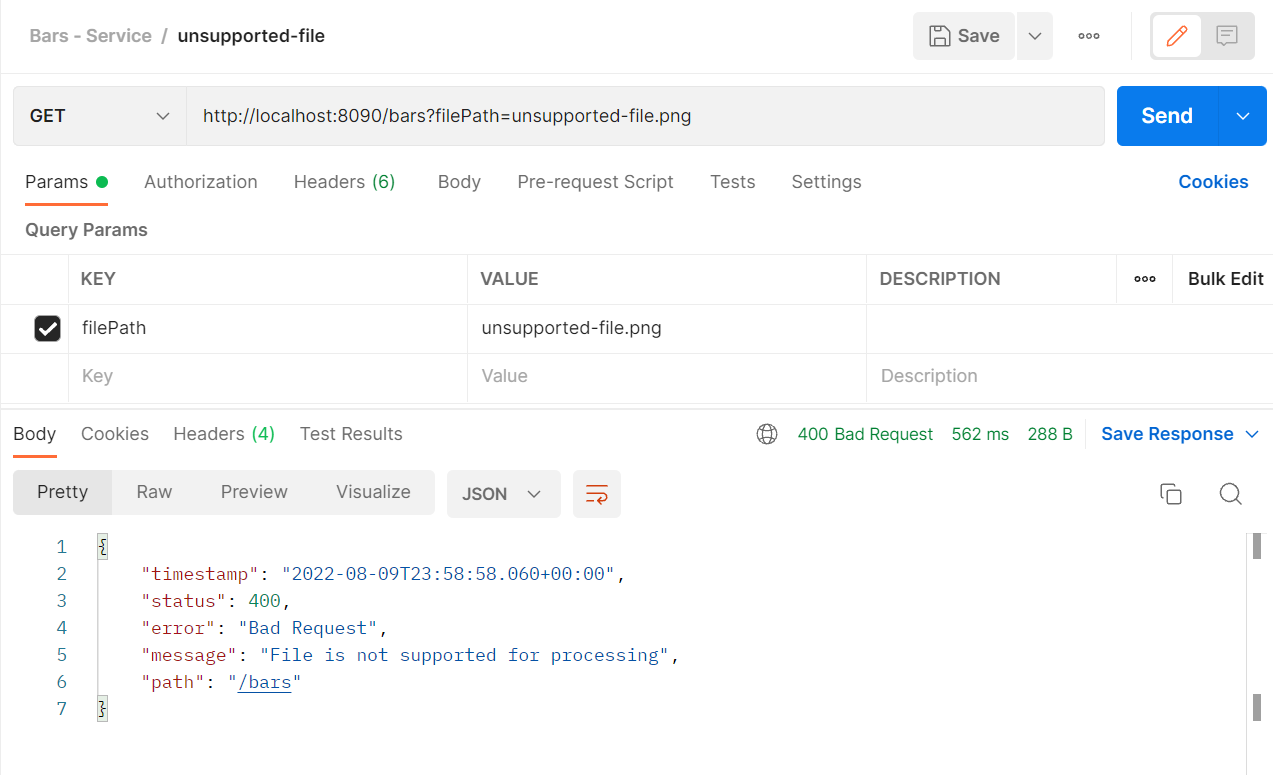 Bars - Service / unsupported-file Save
GET http://localhost:8090/bars?filePath=unsupported-file.png Send
Params Authorization Headers (6) Body Pre-request Script Tests Settings Cookies
Query Params
KEY VALUE DESCRIPTION Bulk Edit
filePath unsupported-file.png
Key Value Description
Body Cookies Headers (4) Test Results 400 Bad Request 562 ms 288 B Save Response
Pretty Raw Preview Visualize JSON
1 {
2 "timestamp": "2022-08-09T23:58:58.060+00:00",
3 "status": 400,
4 "error": "Bad Request",
5 "message": "File is not supported for processing",
6 "path": "/bars"
7 }